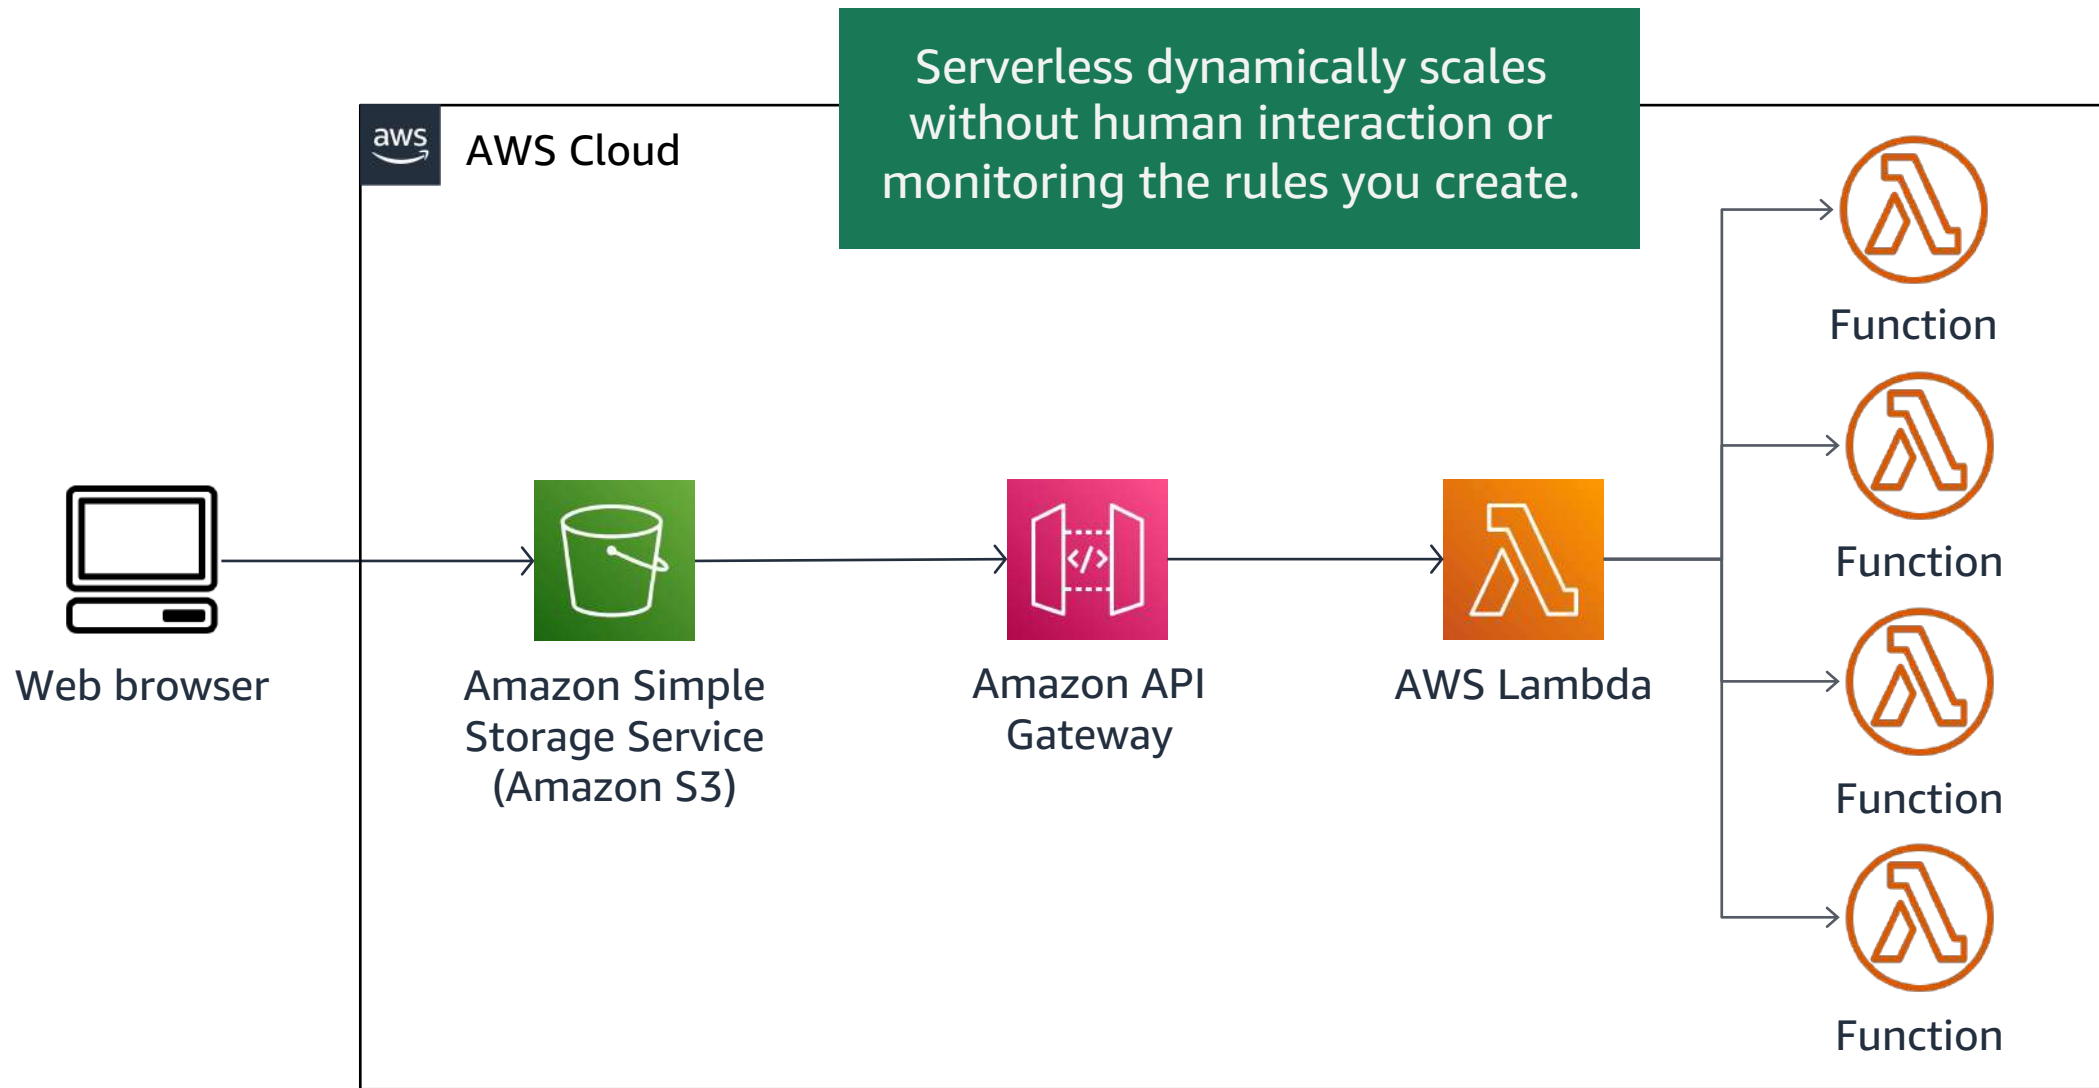 Serverless dynamically scales
without human interaction or
monitoring the rules you create.
aws
AWS Cloud
Function
Function
</>
Web browser
Amazon Simple
Storage Service
(Amazon S3)
Amazon API
Gateway
AWS Lambda
Function
Function